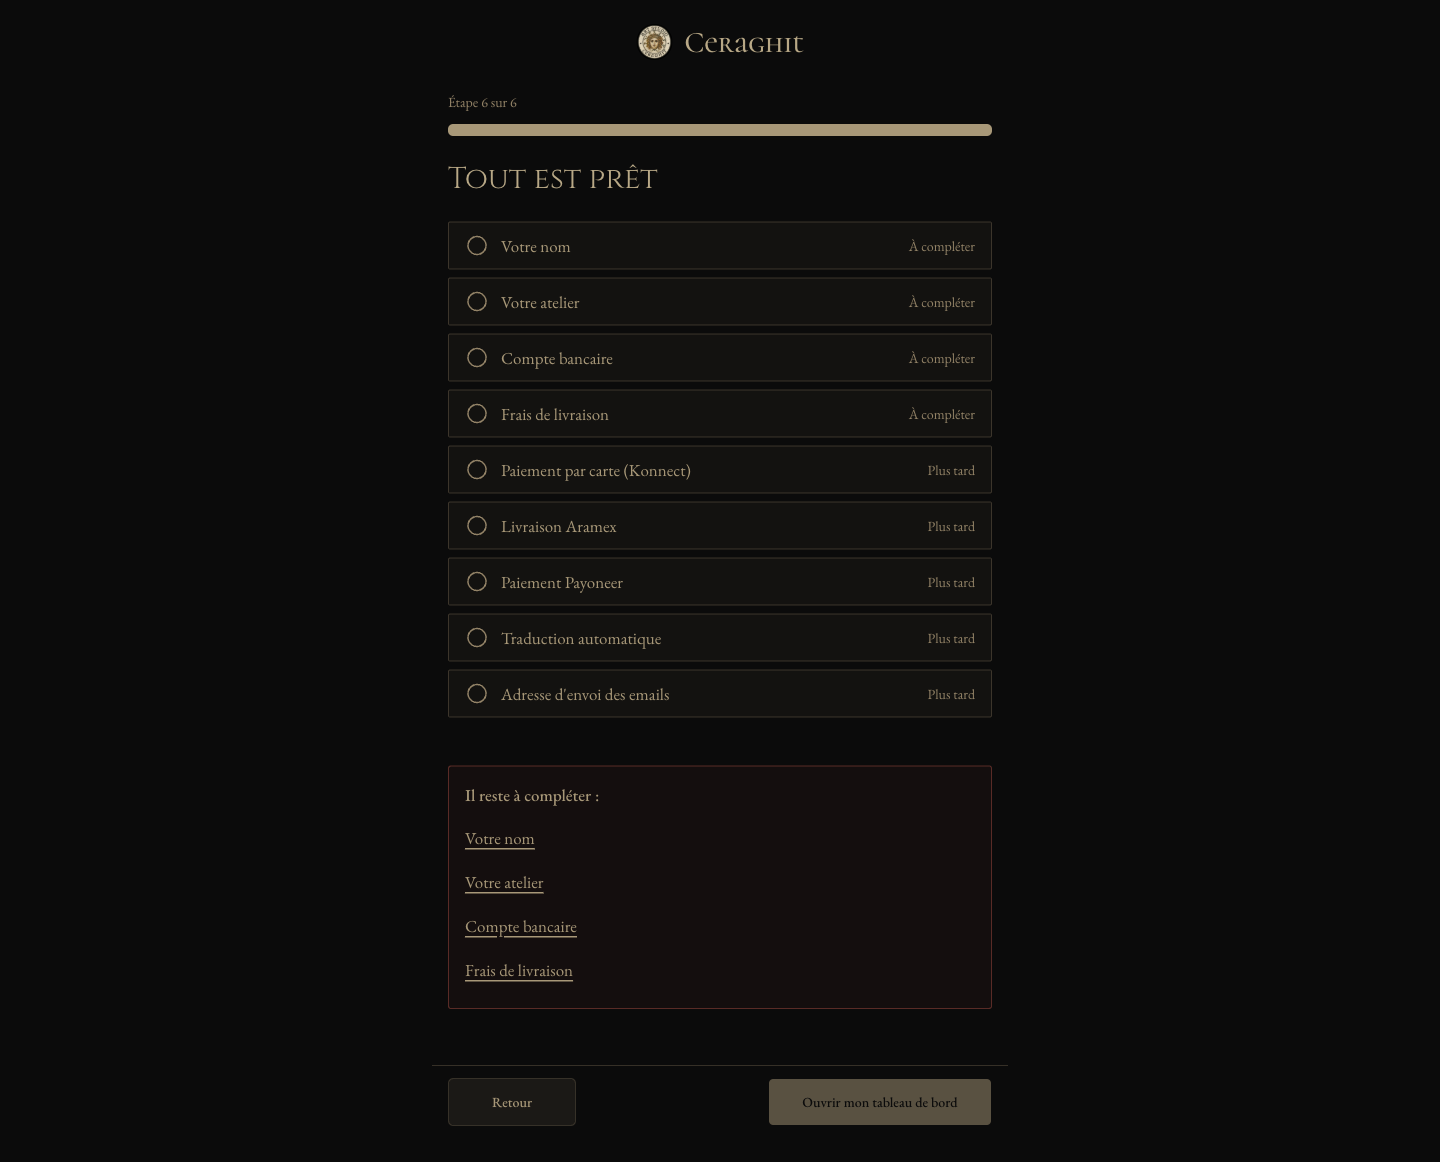 Ceraghit
Étape 6 sur 6
Tout est prêt
Votre nom À compléter
Votre atelier À compléter
Compte bancaire À compléter
Frais de livraison À compléter
Paiement par carte (Konnect) Plus tard
Livraison Aramex Plus tard
Paiement Payoneer Plus tard
Traduction automatique Plus tard
Adresse d'envoi des emails Plus tard
Il reste à compléter :
Votre nom
Votre atelier
Compte bancaire
Frais de livraison
Retour Ouvrir mon tableau de bord